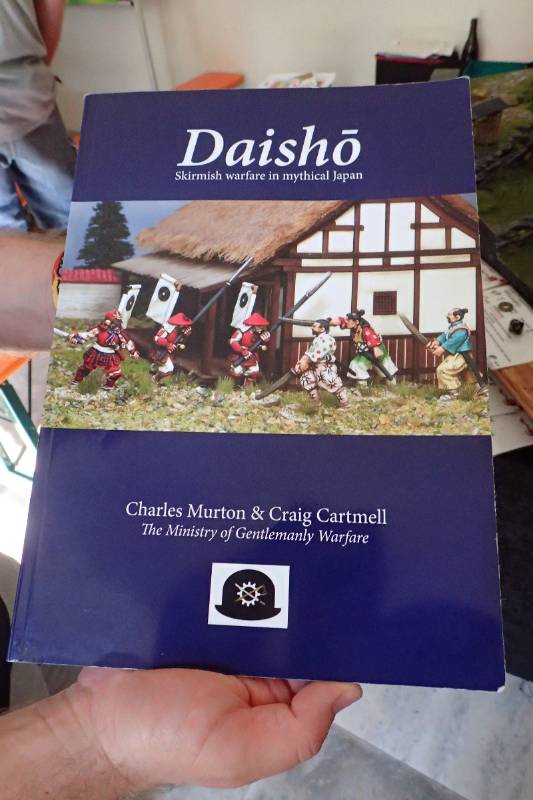 Daishō
Skirmish warfare in mythical Japan
Charles Murton & Craig Cartmell
The Ministry of Gentlemanly Warfare